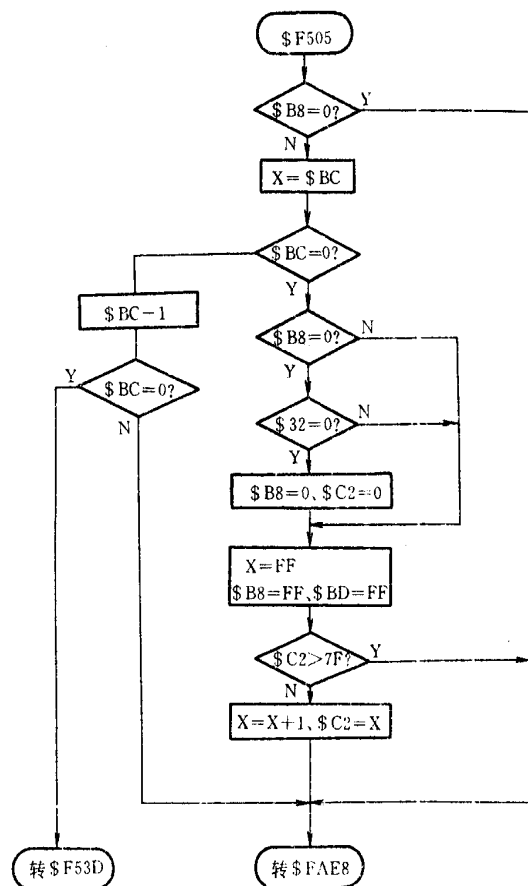 $F505
$B8=0?
Y
N
X=$BC
$BC=0?
Y
$BC-1
$B8=0?
N
Y
Y
$BC=0?
N
$32=0?
N
Y
$B8=0、$C2=0
X=FF
$B8=FF、$BD=FF
$C2>7F?
Y
N
X=X+1、$C2=X
转$F53D
转$FAE8